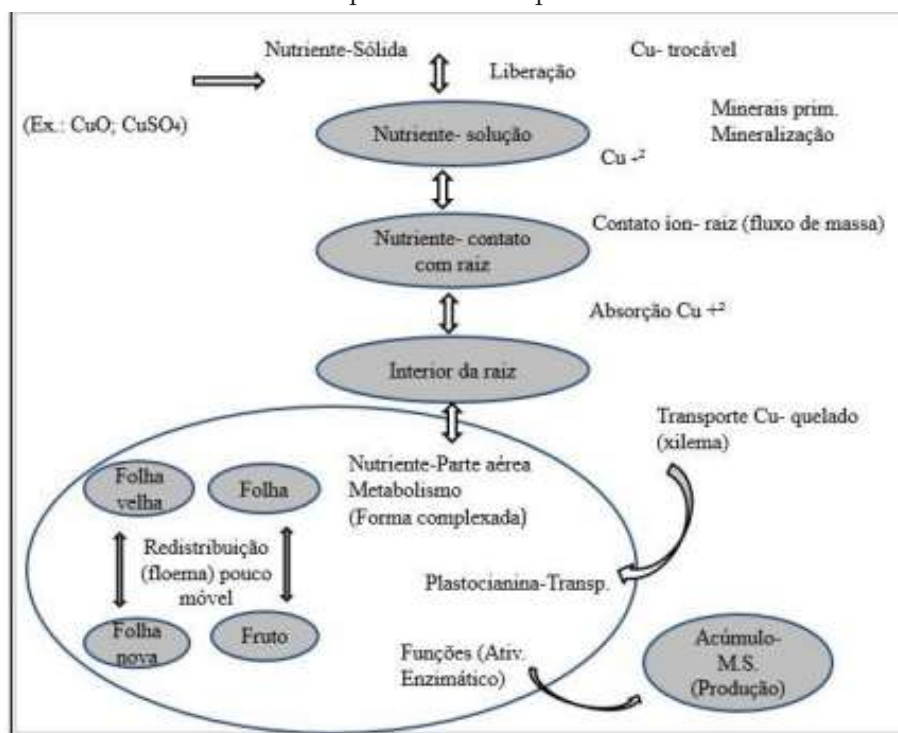 Nutriente-Sólida
Cu- trocável
Liberação
(Ex.: CuO; CuSO₄)
Minerais prim.
Mineralização
Nutriente- solução
Cu -²
Contato ion- raiz (fluxo de massa)
Nutriente- contato
com raiz
Absorção Cu +²
Interior da raiz
Transporte Cu- quelado
(xilema)
Nutriente-Parte aérea
Metabolismo
(Forma complexada)
Folha
velha
Folha
Redistribuição
(floema) pouco
móvel
Plastocianina-Transp.
Folha
nova
Fruto
Funções (Ativ.
Enzimático)
Acúmulo-
M.S.
(Produção)